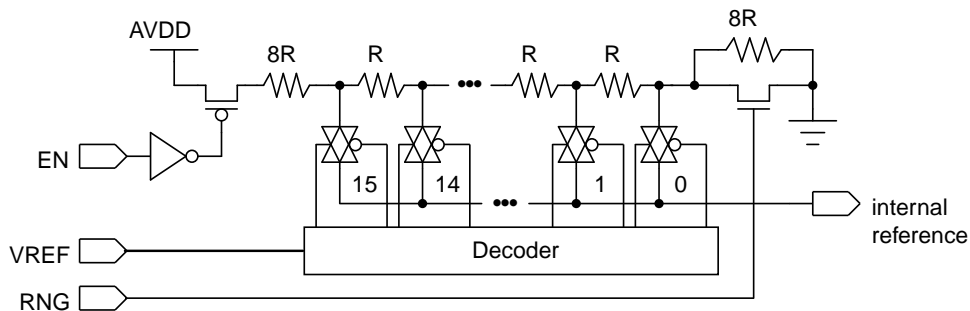 8R
AVDD
8R
R
R
R
•••
EN
15
14
1
0
•••
internal
reference
VREF
Decoder
RNG